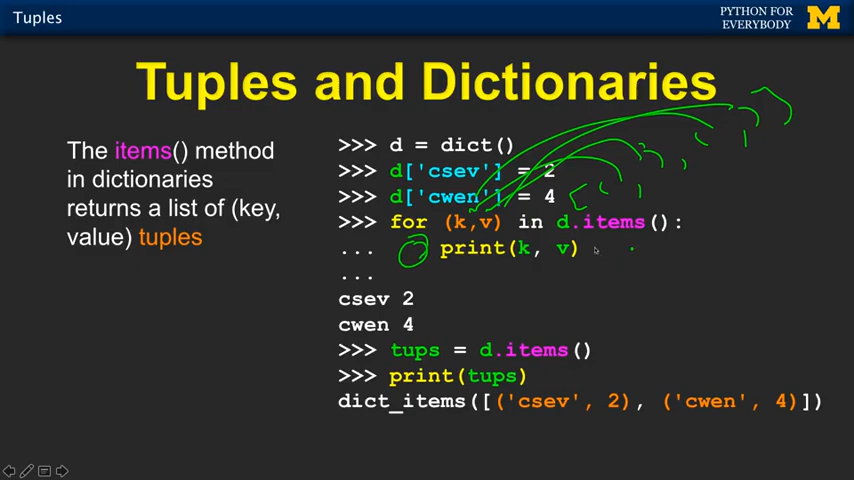 Tuples
PYTHON FOR
EVERYBODY
M
Tuples and Dictionaries
The items() method
in dictionaries
returns a list of (key,
value) tuples
>>> d = dict()
>>> d['csev'] = 2
>>> d['cwen'] = 4
>>> for (k,v) in d.items():
...     print(k, v)
...
csev 2
cwen 4
>>> tups = d.items()
>>> print(tups)
dict_items([('csev', 2), ('cwen', 4)])